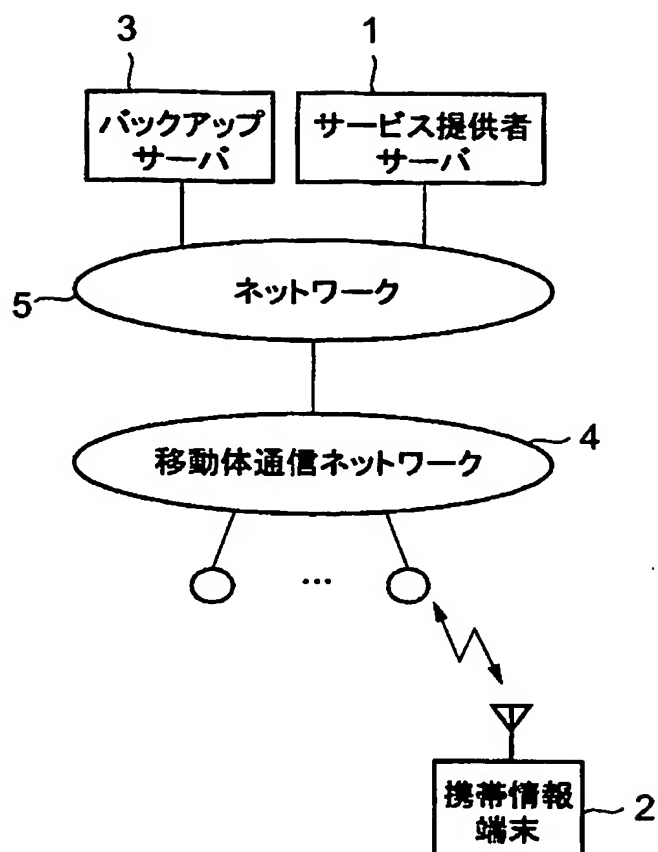 3
1
バックアップ
サーバ
サービス提供者
サーバ
ネットワーク
5
移動体通信ネットワーク
4
...
携帯情報
端末
2